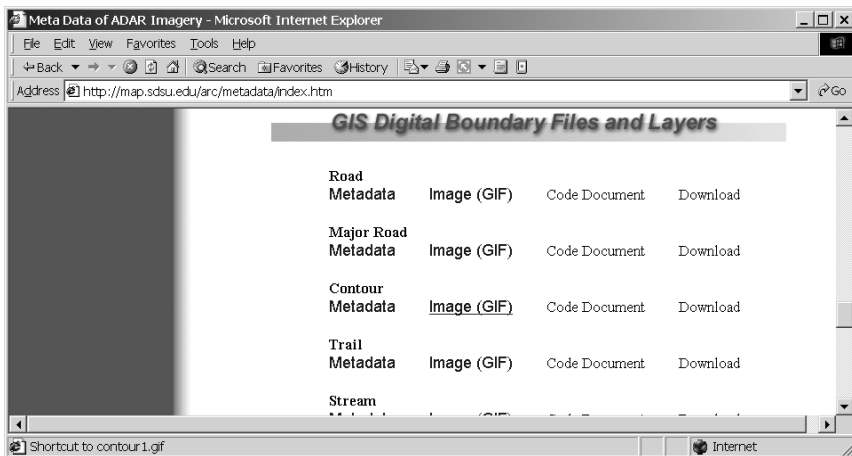 Meta Data of ADAR Imagery - Microsoft Internet Explorer
File Edit View Favorites Tools Help
Back Search Favorites History
Address http://map.sdsu.edu/arc/metadata/index.htm Go
GIS Digital Boundary Files and Layers
Road
Metadata Image (GIF) Code Document Download
Major Road
Metadata Image (GIF) Code Document Download
Contour
Metadata Image (GIF) Code Document Download
Trail
Metadata Image (GIF) Code Document Download
Stream
Shortcut to contour1.gif Internet